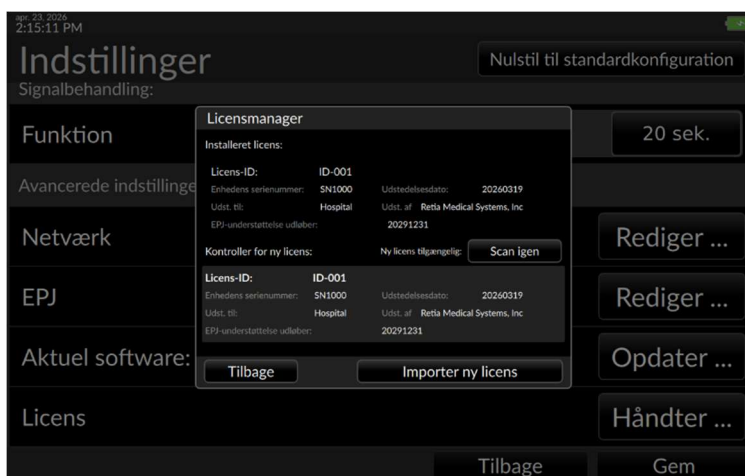 apr. 23, 2026
2:15:11 PM
Indstillinger
Nulstil til standardkonfiguration
Signalbehandling:
Funktion
20 sek.
Avancerede indstillinge
Netværk
Rediger ...
EPJ
Rediger ...
Aktuel software:
Opdater ...
Licens
Håndter ...
Tilbage
Gem
Licensmanager
Installeret licens:
Licens-ID: ID-001
Enhedens serienummer: SN1000 Udstedelsesdato: 20260319
Udst. til: Hospital Udst. af Retia Medical Systems, Inc
EPJ-understøttelse udløber: 20291231
Kontroller for ny licens: Ny licens tilgængelig: Scan igen
Licens-ID: ID-001
Enhedens serienummer: SN1000 Udstedelsesdato: 20260319
Udst. til: Hospital Udst. af Retia Medical Systems, Inc
EPJ-understøttelse udløber: 20291231
Tilbage
Importer ny licens